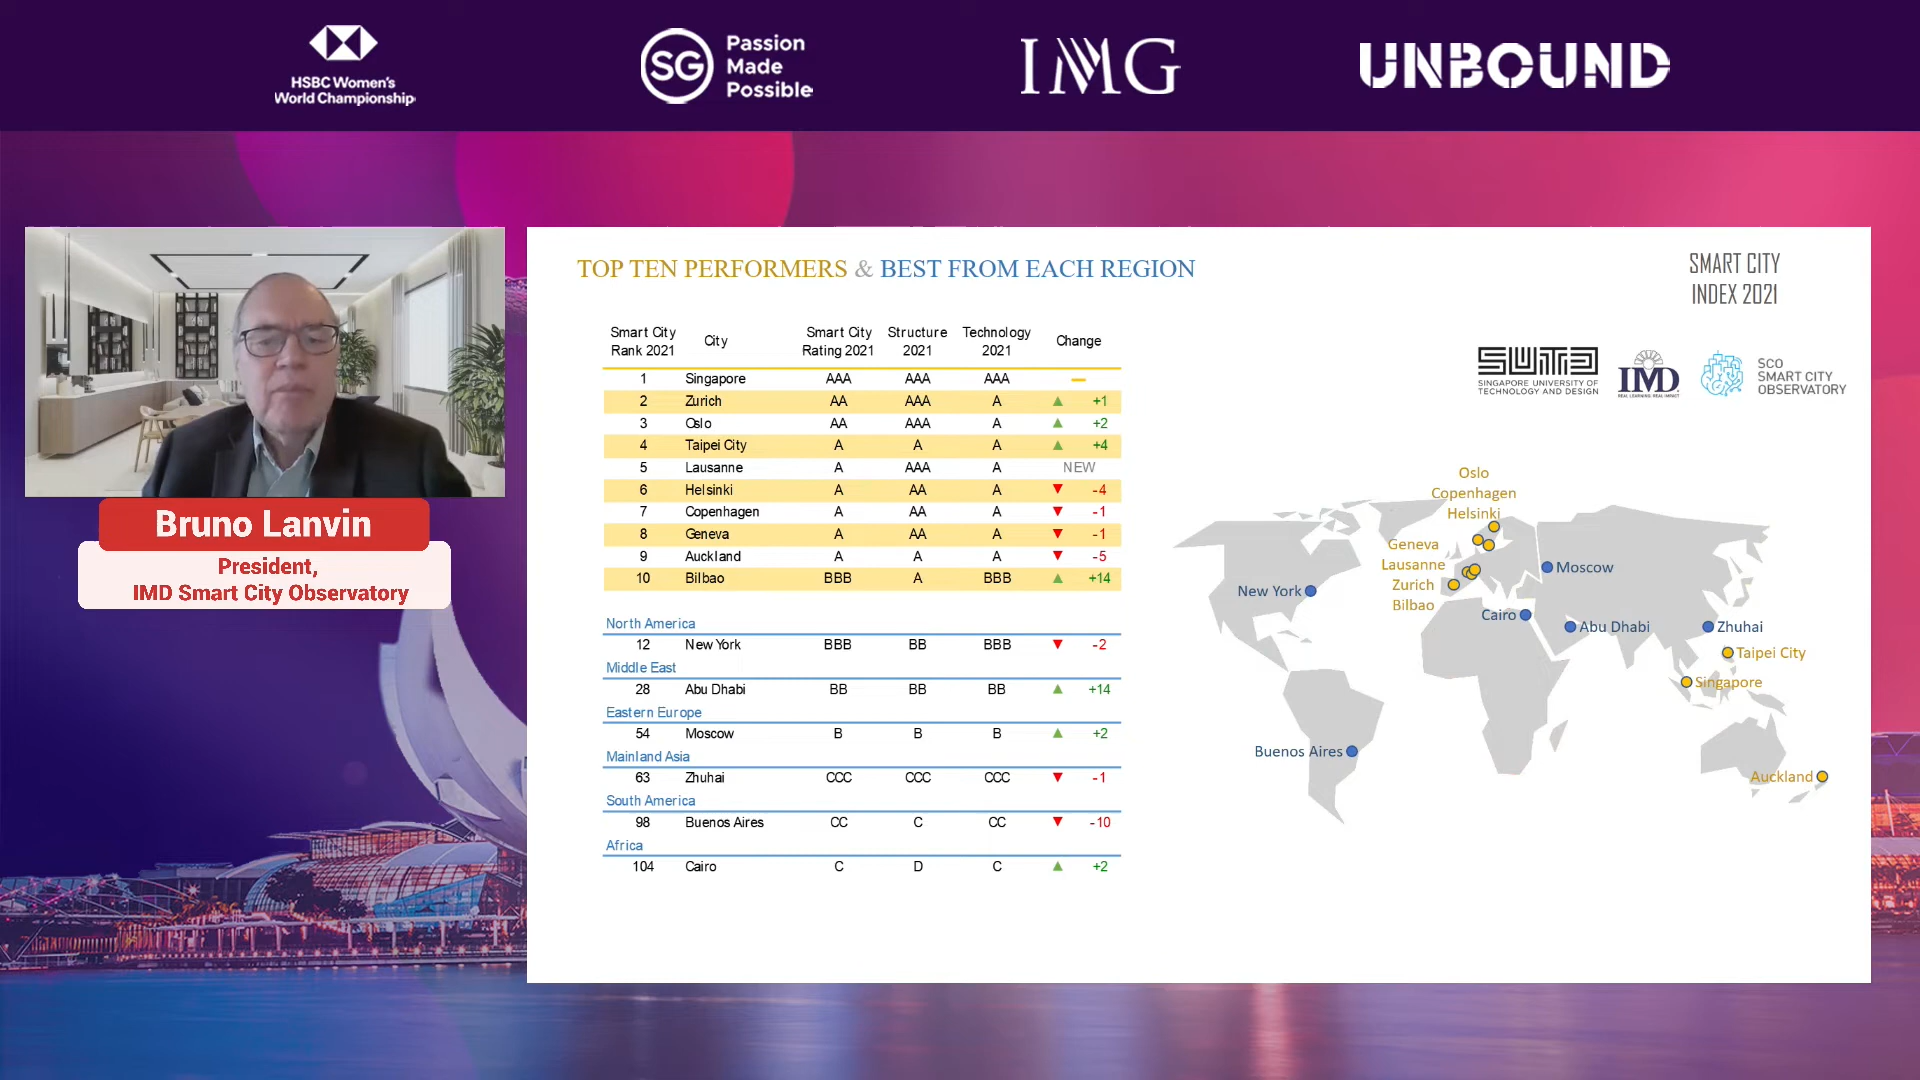 HSBC Women's
World Championship
SG
Passion
Made
Possible
IMG
UNBOUND
TOP TEN PERFORMERS & BEST FROM EACH REGION
SMART CITY
INDEX 2021
SUTD
SINGAPORE UNIVERSITY OF
TECHNOLOGY AND DESIGN
IMD
REAL LEARNING. REAL IMPACT
SCO
SMART CITY
OBSERVATORY
Smart City Rank 2021 City Smart City Rating 2021 Structure 2021 Technology 2021 Change
1 Singapore AAA AAA AAA
2 Zurich AA AAA A ▲ +1
3 Oslo AA AAA A ▲ +2
4 Taipei City A A A ▲ +4
5 Lausanne A AAA A NEW
6 Helsinki A AA A ▼ -4
7 Copenhagen A AA A ▼ -1
8 Geneva A AA A ▼ -1
9 Auckland A A A ▼ -5
10 Bilbao BBB A BBB ▲ +14
North America
12 New York BBB BB BBB ▼ -2
Middle East
28 Abu Dhabi BB BB BB ▲ +14
Eastern Europe
54 Moscow B B B ▲ +2
Mainland Asia
63 Zhuhai CCC CCC CCC ▼ -1
South America
98 Buenos Aires CC C CC ▼ -10
Africa
104 Cairo C D C ▲ +2
Oslo
Copenhagen
Helsinki
Geneva
Lausanne
Zurich
Bilbao
Moscow
New York
Cairo
Abu Dhabi
Zhuhai
Taipei City
Singapore
Buenos Aires
Auckland
Bruno Lanvin
President,
IMD Smart City Observatory